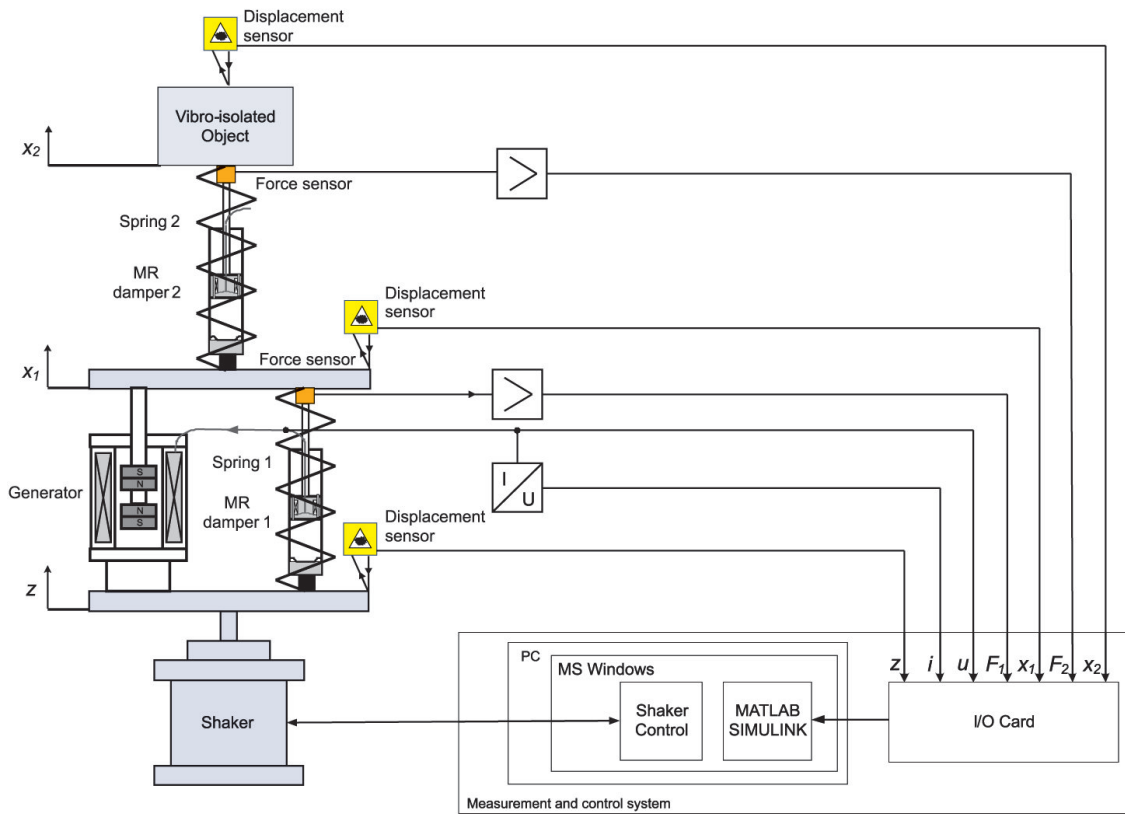 Displacement
sensor
Vibro-isolated
Object
x2
Force sensor
Spring 2
MR
damper 2
Displacement
sensor
Force sensor
x1
Spring 1
I
U
S
N
Generator
MR
damper 1
N
S
Displacement
sensor
z
PC
MS Windows
z i u F1 x1 F2 x2
Shaker
Shaker
Control
MATLAB
SIMULINK
I/O Card
Measurement and control system